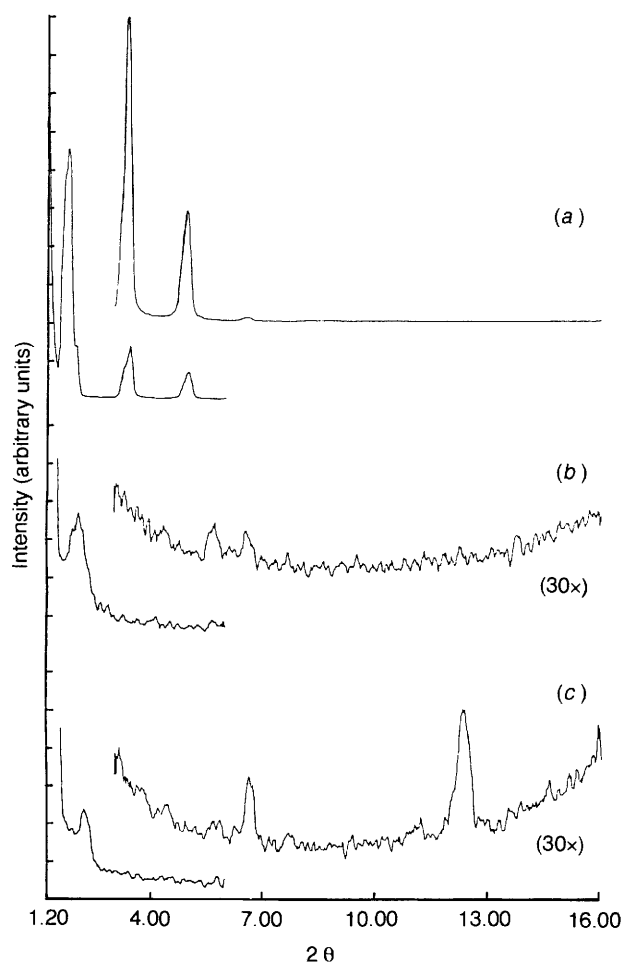 (a)
Intensity (arbitrary units)
(b)
(30×)
(c)
(30×)
1.20 4.00 7.00 10.00 13.00 16.00
2 θ